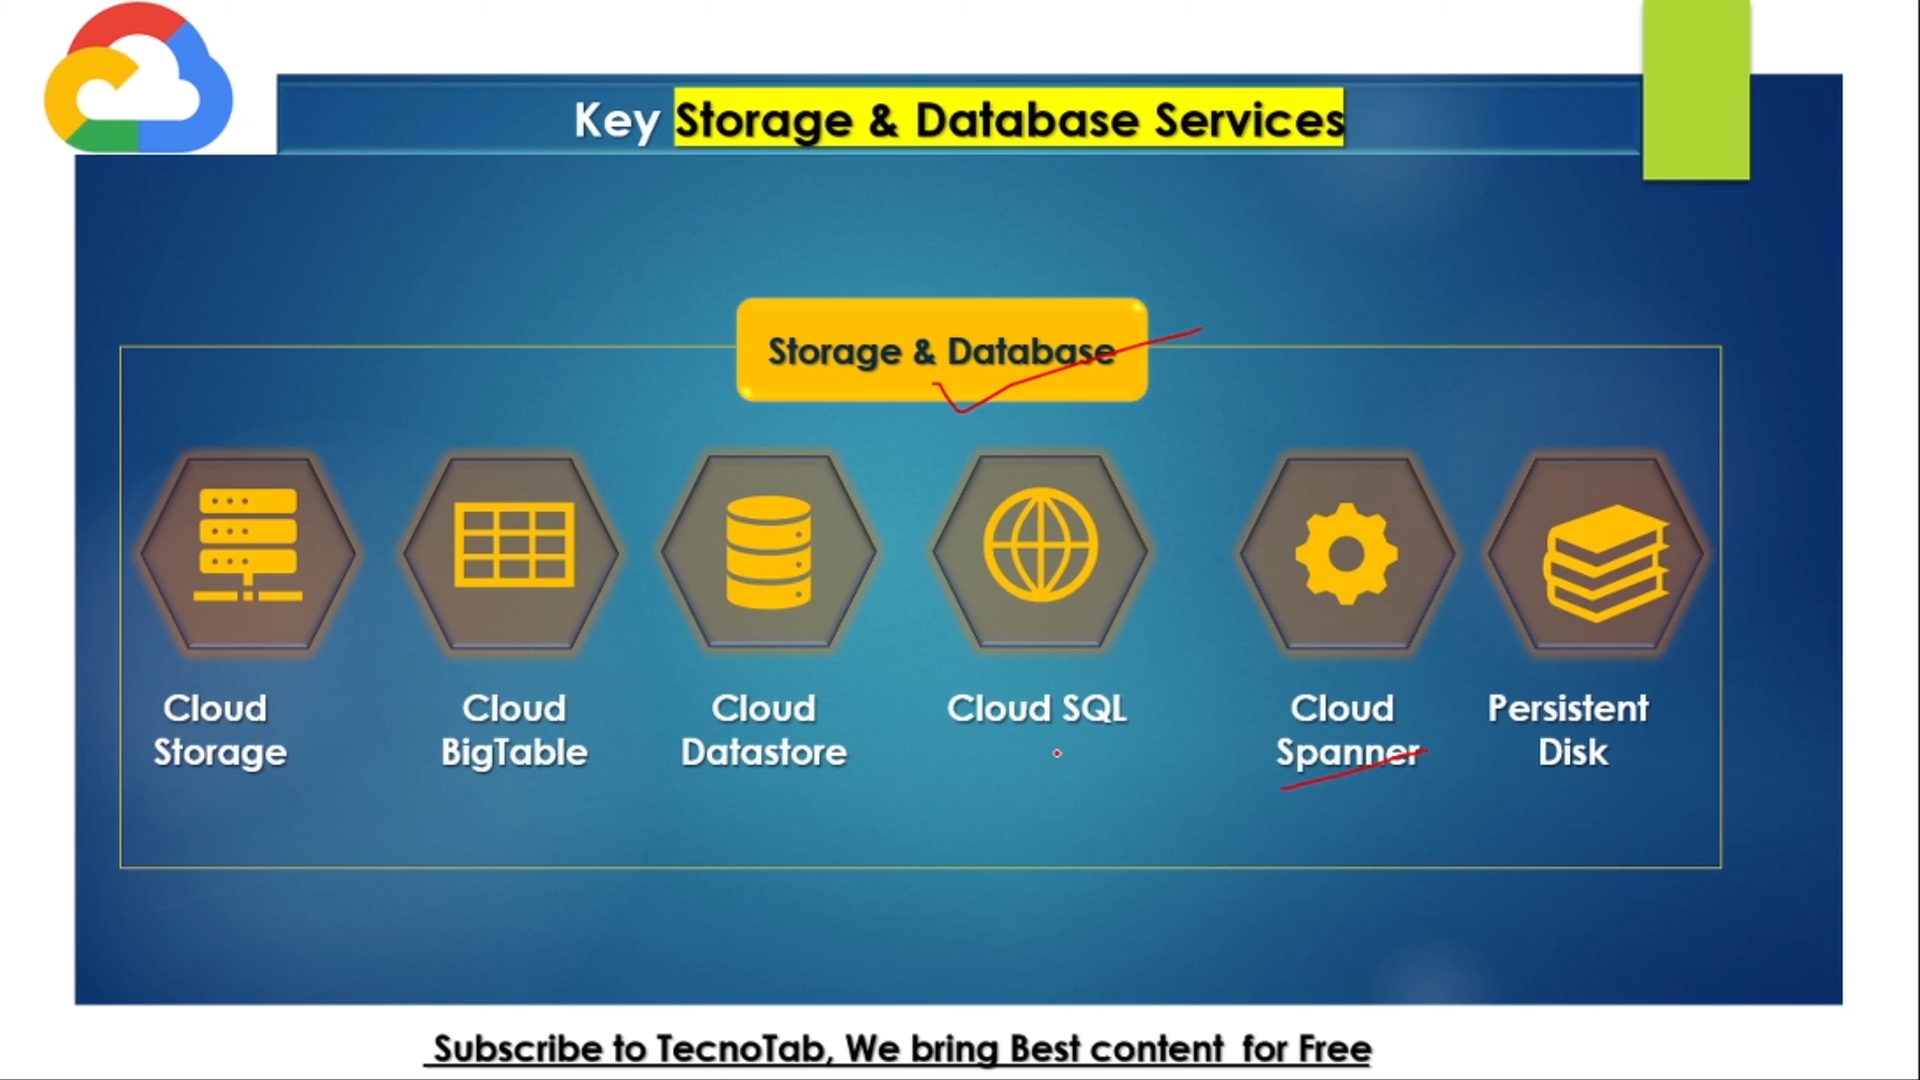 Key Storage & Database Services
Storage & Database
Cloud
Storage
Cloud
BigTable
Cloud
Datastore
Cloud SQL
Cloud
Spanner
Persistent
Disk
Subscribe to TecnoTab, We bring Best content for Free